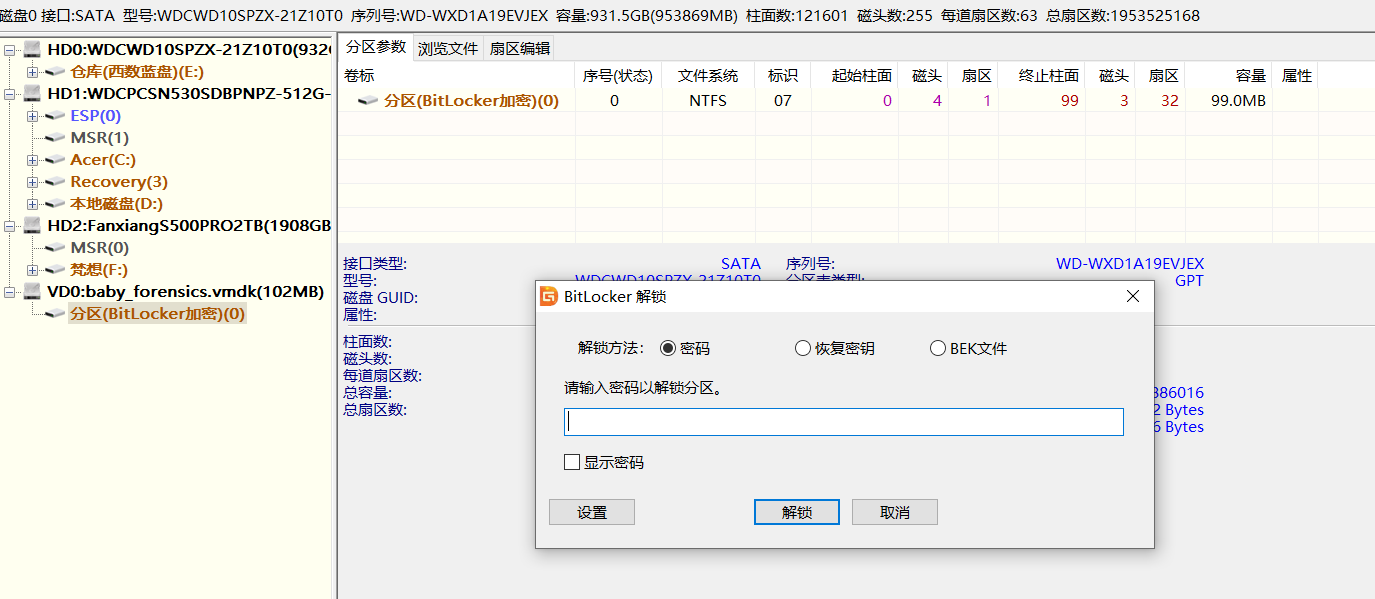 磁盘0 接口:SATA 型号:WDCWD10SPZX-21Z10T0 序列号:WD-WXD1A19EVJEX 容量:931.5GB(953869MB) 柱面数:121601 磁头数:255 每道扇区数:63 总扇区数:1953525168
HD0:WDCWD10SPZX-21Z10T0(932
仓库(西数蓝盘)(E:)
HD1:WDCPCSN530SDBPNPZ-512G-
ESP(0)
MSR(1)
Acer(C:)
Recovery(3)
本地磁盘(D:)
HD2:FanxiangS500PRO2TB(1908GB
MSR(0)
梵想(F:)
VD0:baby_forensics.vmdk(102MB)
分区(BitLocker加密)(0)
分区参数 浏览文件 扇区编辑
卷标 序号(状态) 文件系统 标识 起始柱面 磁头 扇区 终止柱面 磁头 扇区 容量 属性
分区(BitLocker加密)(0) 0 NTFS 07 0 4 1 99 3 32 99.0MB
接口类型: SATA 序列号: WD-WXD1A19EVJEX
型号: WDCWD10SPZX-21Z10T0 分区表类型: GPT
磁盘 GUID:
属性:
柱面数:
磁头数:
每道扇区数:
总容量: 386016
总扇区数: 2 Bytes
6 Bytes
BitLocker 解锁
解锁方法: 密码 恢复密钥 BEK文件
请输入密码以解锁分区。
显示密码
设置 解锁 取消